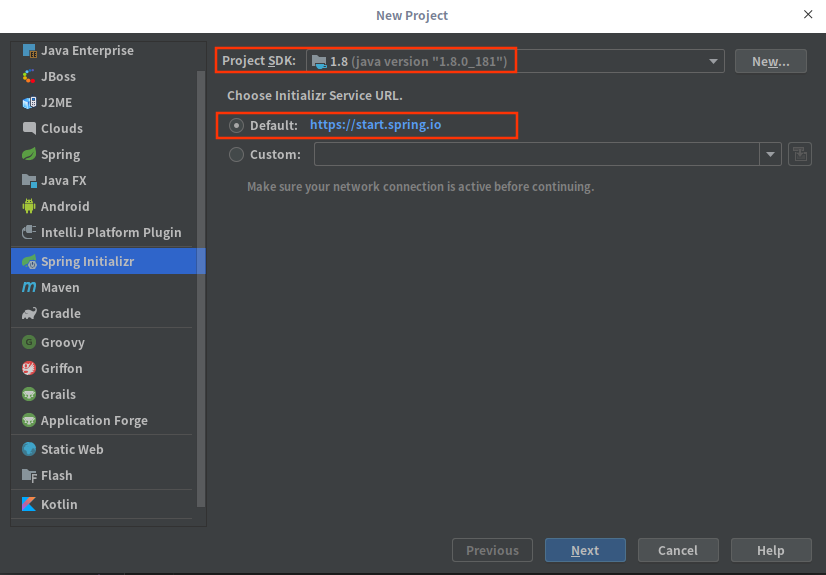 New Project
Java Enterprise
JBoss
J2ME
Clouds
Spring
Java FX
Android
IntelliJ Platform Plugin
Spring Initializr
Maven
Gradle
Groovy
Griffon
Grails
Application Forge
Static Web
Flash
Kotlin
Project SDK: 1.8 (java version "1.8.0_181") New...
Choose Initializr Service URL.
Default: https://start.spring.io
Custom:
Make sure your network connection is active before continuing.
Previous Next Cancel Help